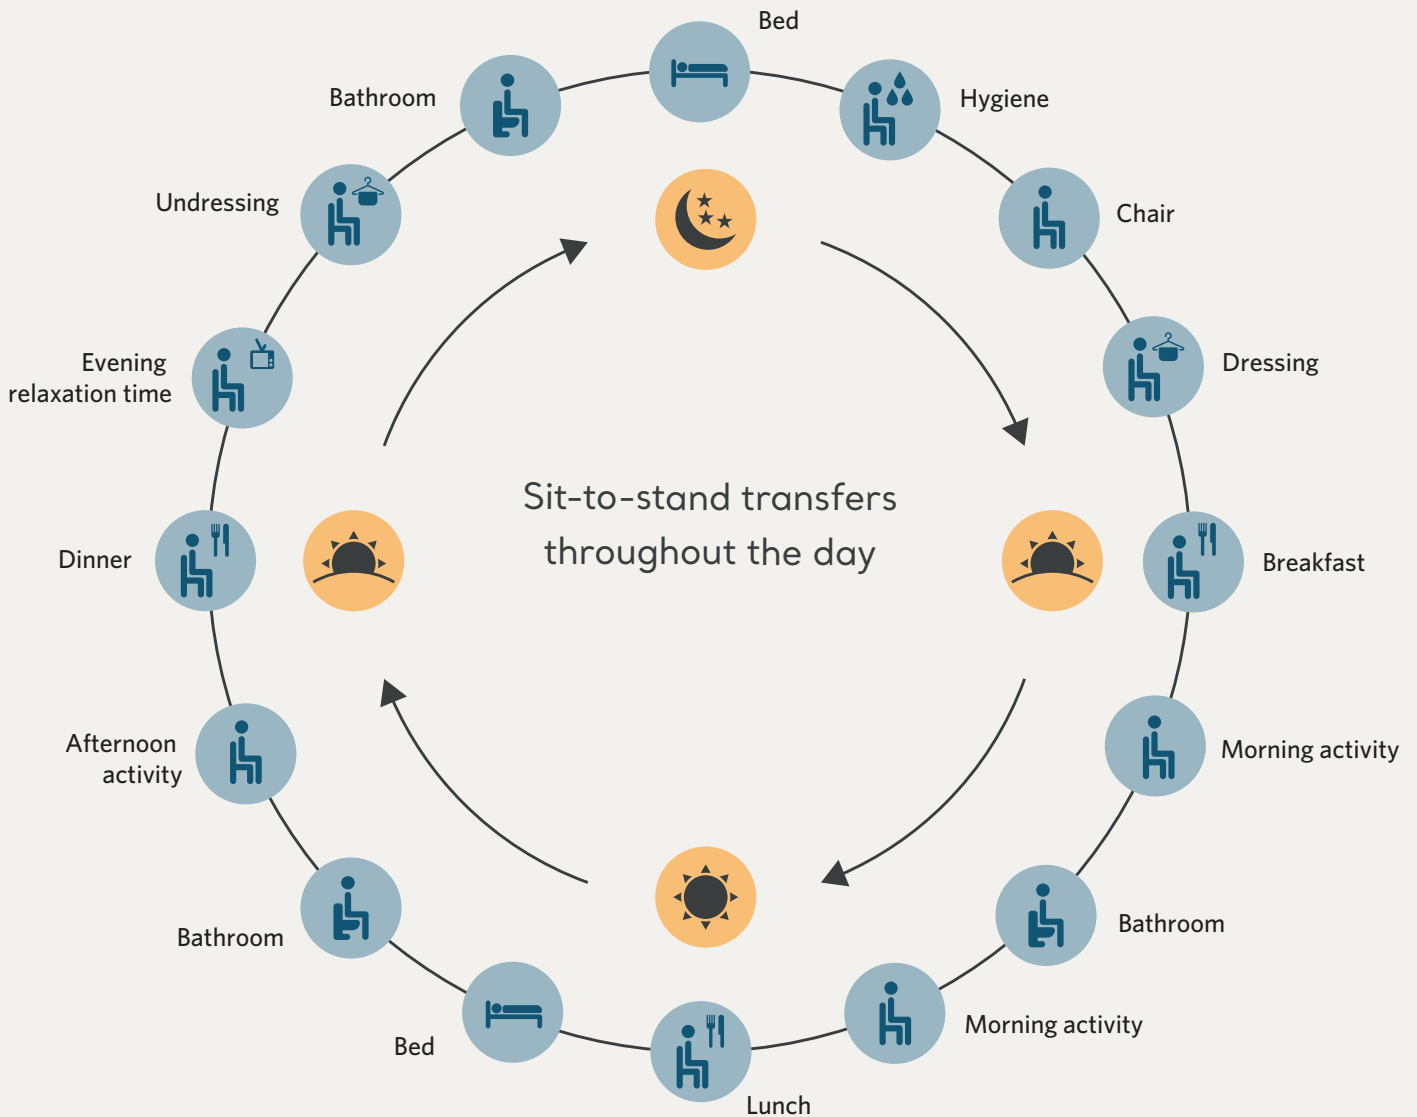 Bed
Hygiene
Chair
Dressing
Breakfast
Morning activity
Bathroom
Morning activity
Lunch
Bed
Bathroom
Afternoon
activity
Dinner
Evening
relaxation time
Undressing
Bathroom
Sit-to-stand transfers
throughout the day